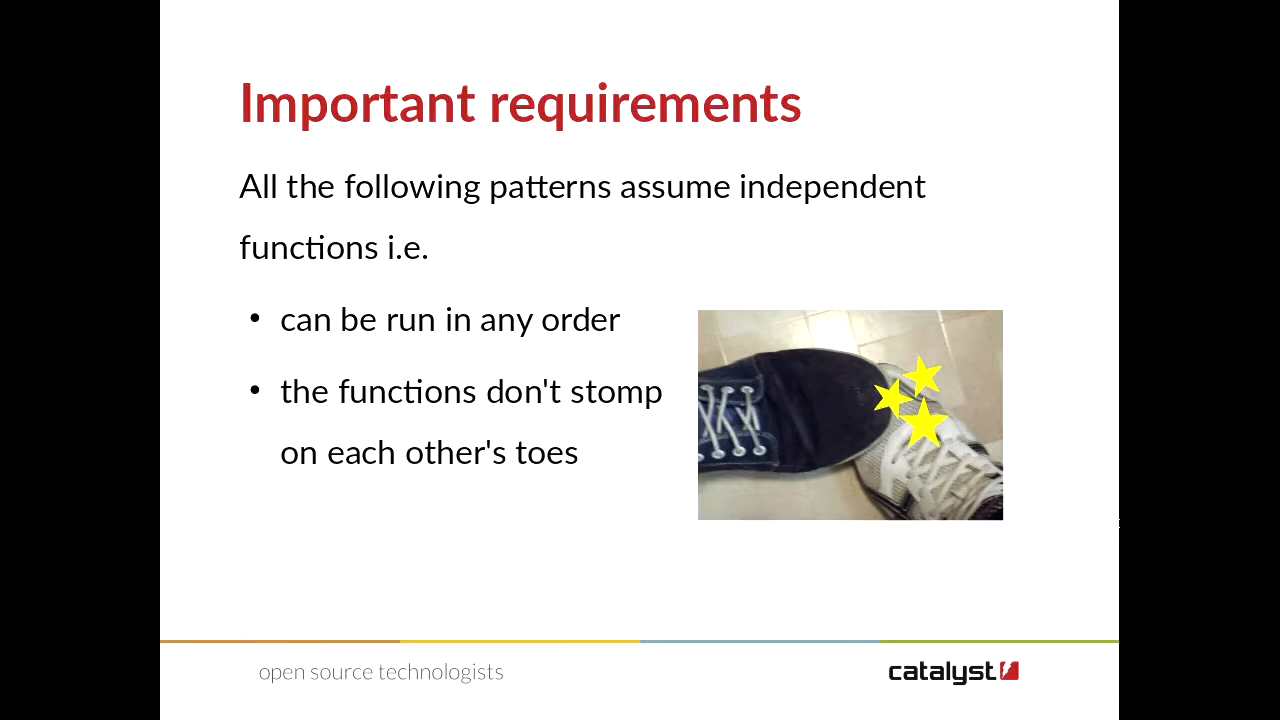 Important requirements
All the following patterns assume independent
functions i.e.
• can be run in any order
• the functions don't stomp
on each other's toes
open source technologists
catalyst